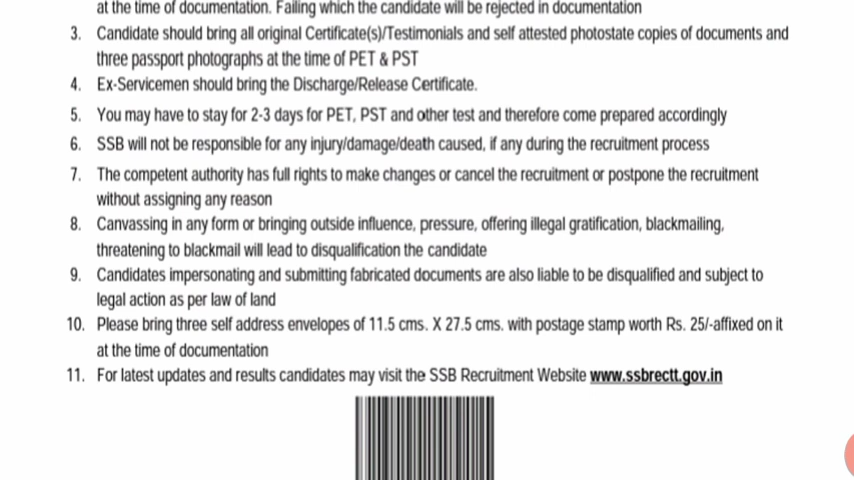 at the time of documentation. Failing which the candidate will be rejected in documentation
3. Candidate should bring all original Certificate(s)/Testimonials and self attested photostate copies of documents and
three passport photographs at the time of PET & PST
4. Ex-Servicemen should bring the Discharge/Release Certificate.
5. You may have to stay for 2-3 days for PET, PST and other test and therefore come prepared accordingly
6. SSB will not be responsible for any injury/damage/death caused, if any during the recruitment process
7. The competent authority has full rights to make changes or cancel the recruitment or postpone the recruitment
without assigning any reason
8. Canvassing in any form or bringing outside influence, pressure, offering illegal gratification, blackmailing,
threatening to blackmail will lead to disqualification the candidate
9. Candidates impersonating and submitting fabricated documents are also liable to be disqualified and subject to
legal action as per law of land
10. Please bring three self address envelopes of 11.5 cms. X 27.5 cms. with postage stamp worth Rs. 25/-affixed on it
at the time of documentation
11. For latest updates and results candidates may visit the SSB Recruitment Website www.ssbrectt.gov.in